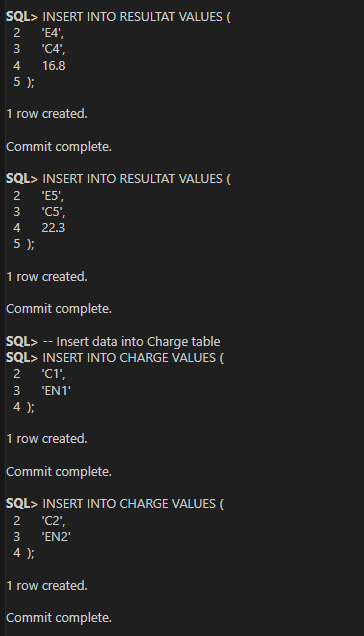 SQL> INSERT INTO RESULTAT VALUES (
2 'E4',
3 'C4',
4 16.8
5 );
1 row created.
Commit complete.
SQL> INSERT INTO RESULTAT VALUES (
2 'E5',
3 'C5',
4 22.3
5 );
1 row created.
Commit complete.
SQL> -- Insert data into Charge table
SQL> INSERT INTO CHARGE VALUES (
2 'C1',
3 'EN1'
4 );
1 row created.
Commit complete.
SQL> INSERT INTO CHARGE VALUES (
2 'C2',
3 'EN2'
4 );
1 row created.
Commit complete.